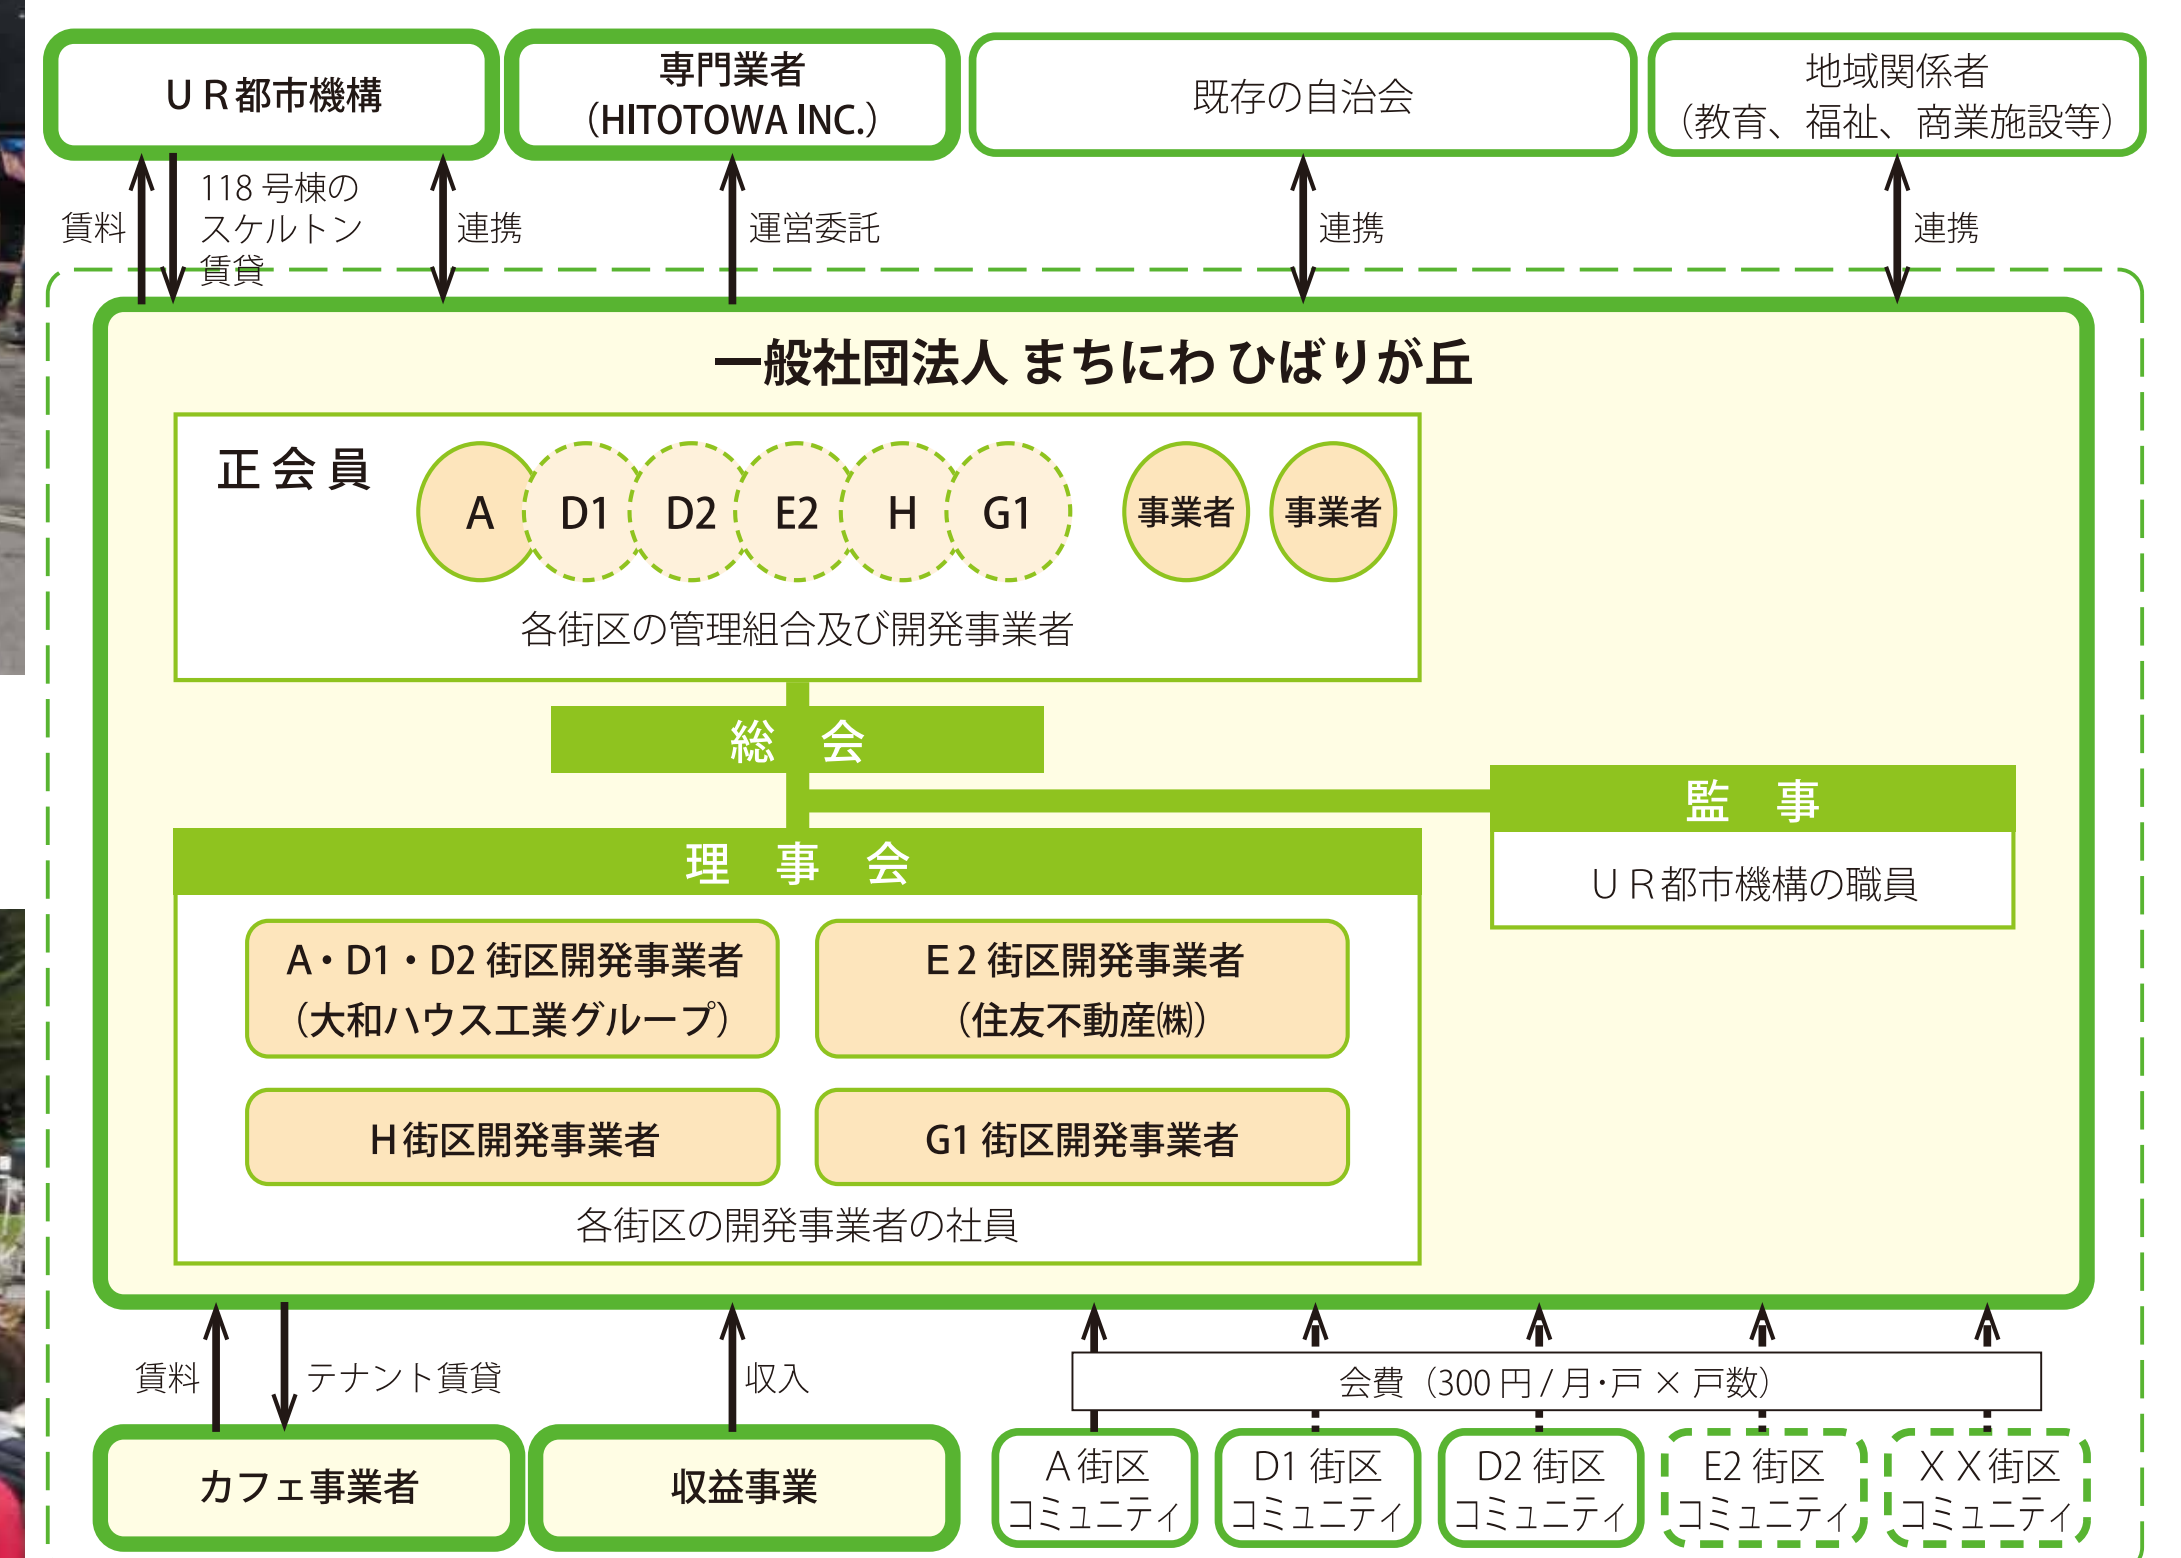 UR都市機構
専門業者
（HITOTOWA INC.）
既存の自治会
地域関係者
（教育、福祉、商業施設等）
賃料
118号棟の
スケルトン
賃貸
連携
運営委託
連携
連携
一般社団法人 まちにわ ひばりが丘
正会員
A
D1
D2
E2
H
G1
事業者
事業者
各街区の管理組合及び開発事業者
総会
監事
UR都市機構の職員
理事会
A・D1・D2 街区開発事業者
（大和ハウス工業グループ）
E2 街区開発事業者
（住友不動産㈱）
H街区開発事業者
G1 街区開発事業者
各街区の開発事業者の社員
賃料
テナント賃貸
収入
会費（300円/月・戸 × 戸数）
カフェ事業者
収益事業
A街区
コミュニティ
D1 街区
コミュニティ
D2 街区
コミュニティ
E2 街区
コミュニティ
XX街区
コミュニティ